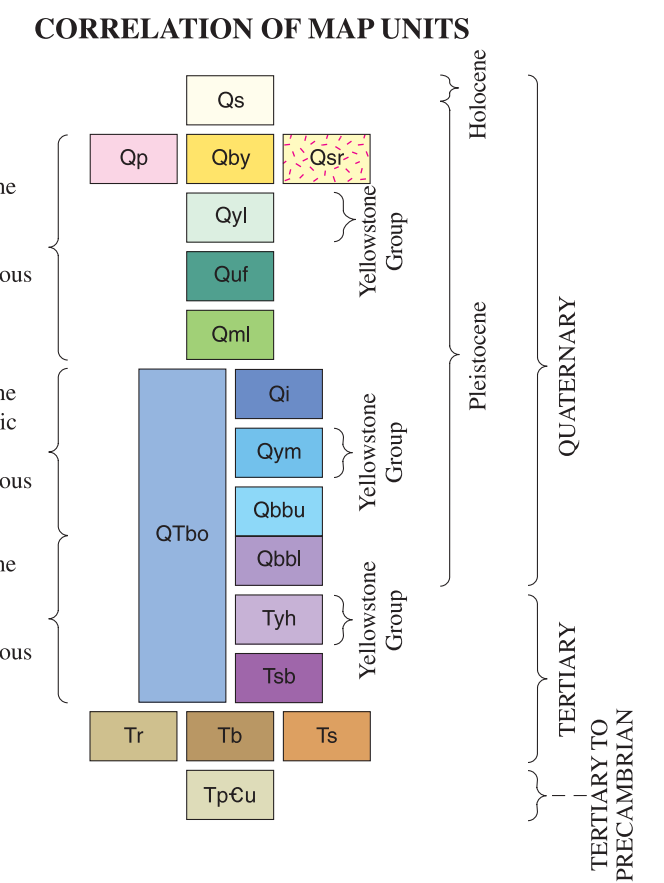 CORRELATION OF MAP UNITS
Qs
Holocene
Qp
Qby
Qsr
ne
Qyl
Yellowstone
Group
Quf
ous
Pleistocene
QUATERNARY
Qml
Qi
ne
ic
Qym
Yellowstone
Group
ous
Qbbu
QTbo
Qbbl
ne
Tyh
Yellowstone
Group
ous
Tsb
TERTIARY
Tr
Tb
Ts
Tp€u
TERTIARY TO
PRECAMBRIAN